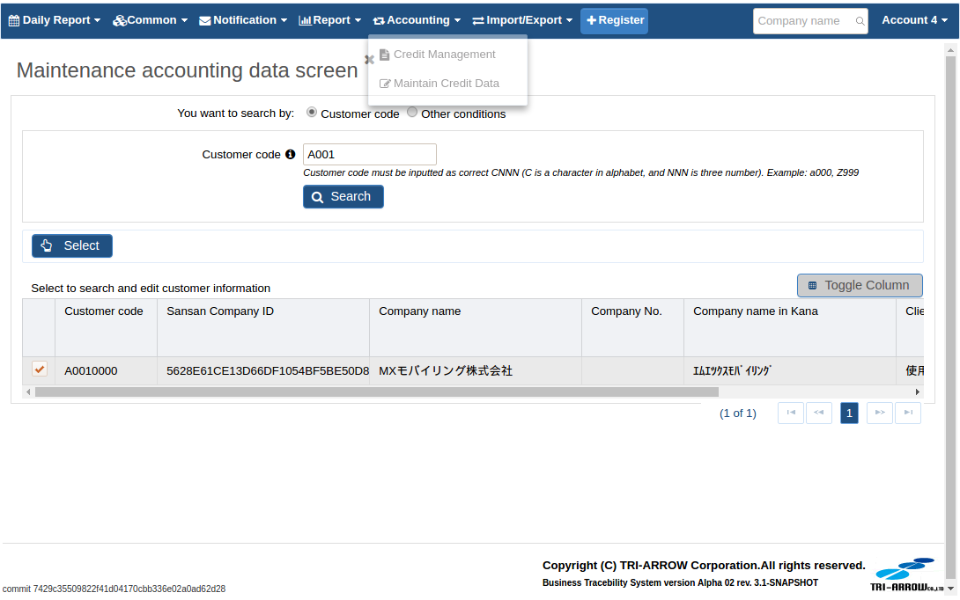 Daily Report Common Notification Report Accounting Import/Export Register Company name Account 4
Credit Management
Maintain Credit Data
Maintenance accounting data screen
You want to search by: Customer code Other conditions
Customer code A001
Customer code must be inputted as correct CNNN (C is a character in alphabet, and NNN is three number). Example: a000, Z999
Search
Select
Toggle Column
Select to search and edit customer information
Customer code Sansan Company ID Company name Company No. Company name in Kana Clie
A0010000 5628E61CE13D66DF1054BF5BE50D8 MXモバイリング株式会社 エムエツクスモバイリング 使用
(1 of 1) 1
Copyright (C) TRI-ARROW Corporation.All rights reserved.
Business Tracebility System version Alpha 02 rev. 3.1-SNAPSHOT
TRI-ARROW CO.,LTD
commit 7429c35509822f41d04170cbb336e02a0ad62d28